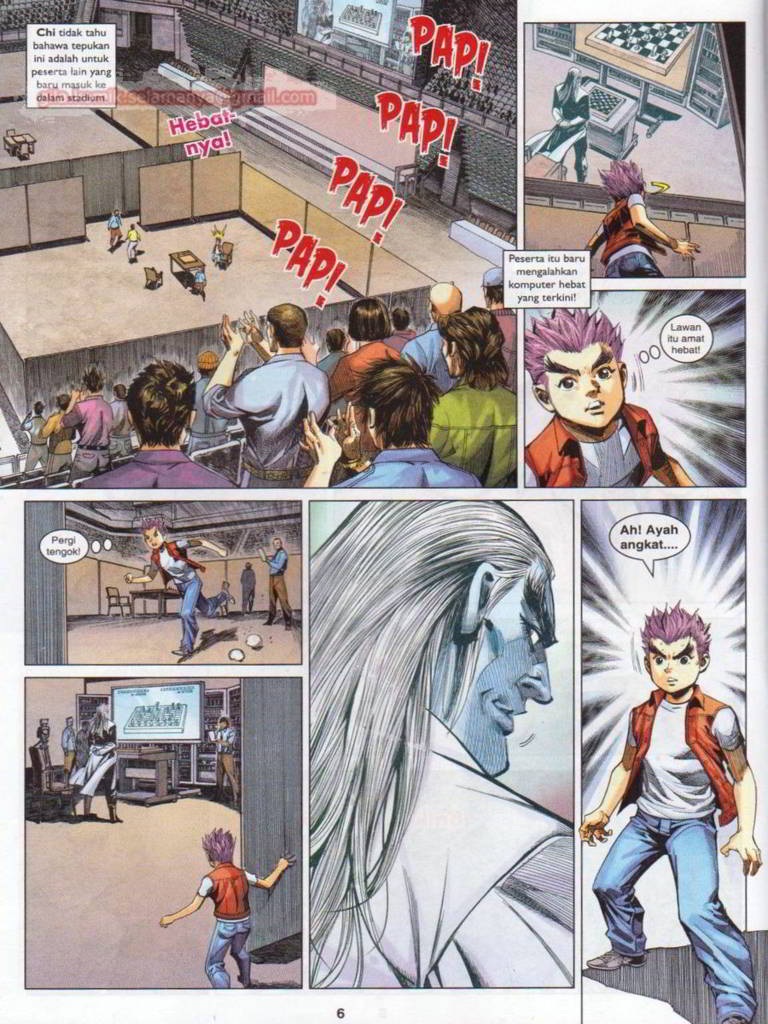 Chi tidak tahu
bahawa tepukan
ini adalah untuk
peserta lain yang
baru masuk ke
dalam stadium.
Hebat-
nya!
PAP!
PAP!
PAP!
PAP!
Peserta itu baru
mengalahkan
komputer hebat
yang terkini!
Lawan
itu amat
hebat!
Pergi
tengok!
Ah! Ayah
angkat....
6